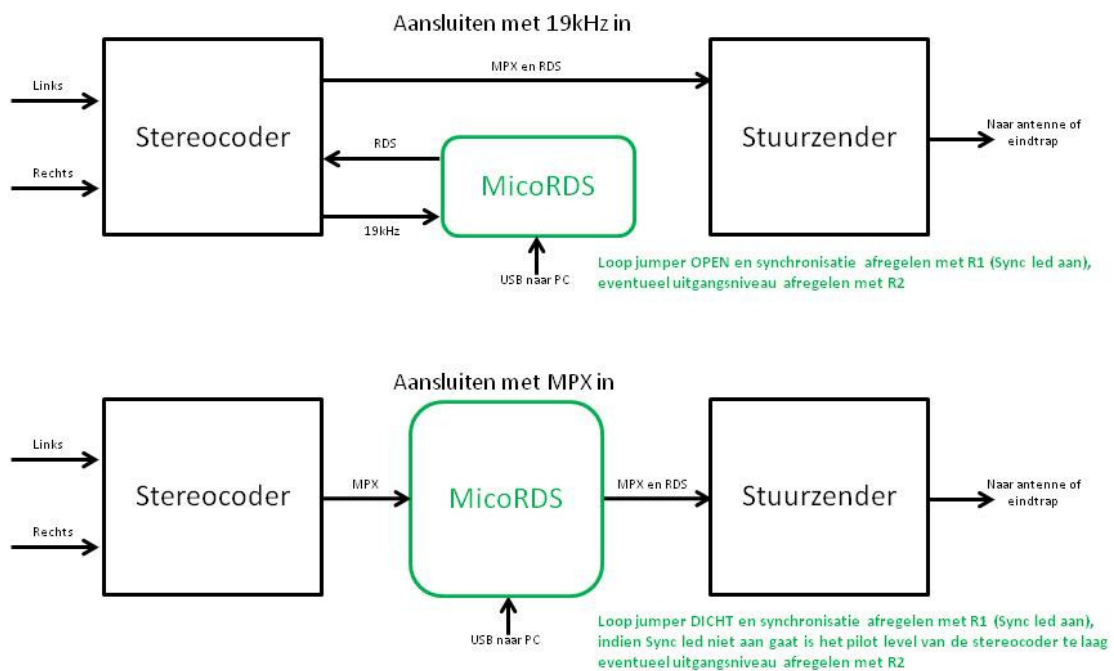 Aansluiten met 19kHz in
MPX en RDS
Links
Stereocoder
Rechts
RDS
MicoRDS
19kHz
Stuurzender
Naar antenne of
eindtrap
USB naar PC
Loop jumper OPEN en synchronisatie afregelen met R1 (Sync led aan),
eventueel uitgangsniveau afregelen met R2
Aansluiten met MPX in
Links
Stereocoder
Rechts
MPX
MicoRDS
MPX en RDS
Stuurzender
Naar antenne of
eindtrap
USB naar PC
Loop jumper DICHT en synchronisatie afregelen met R1 (Sync led aan),
indien Sync led niet aan gaat is het pilot level van de stereocoder te laag
eventueel uitgangsniveau afregelen met R2